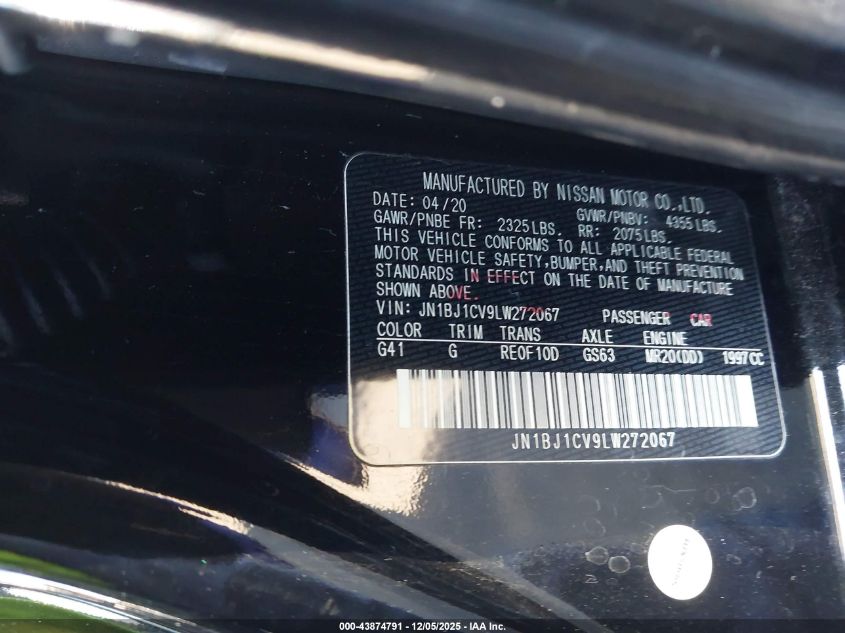 MANUFACTURED BY NISSAN MOTOR CO.,LTD.
DATE: 04/20 GVWR/PNBV: 4355LBS.
GAWR/PNBE FR: 2325LBS. RR: 2075LBS.
THIS VEHICLE CONFORMS TO ALL APPLICABLE FEDERAL
MOTOR VEHICLE SAFETY,BUMPER,AND THEFT PREVENTION
STANDARDS IN EFFECT ON THE DATE OF MANUFACTURE
SHOWN ABOVE.
VIN: JN1BJ1CV9LW272067 PASSENGER CAR
COLOR TRIM TRANS AXLE ENGINE
G41 G RE0F10D GS63 MR20(DD) 1997CC
JN1BJ1CV9LW272067
000-43874791 - 12/05/2025 - IAA Inc.